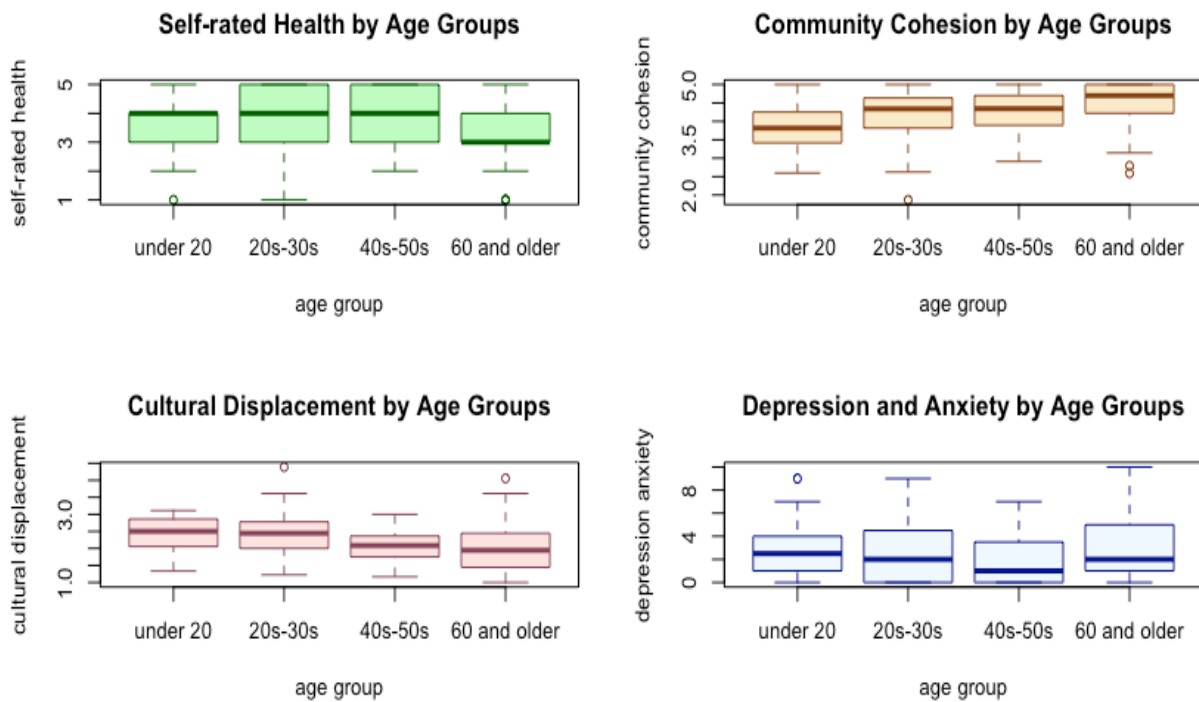 Self-rated Health by Age Groups
self-rated health
5
3
1
under 20 20s-30s 40s-50s 60 and older
age group
Community Cohesion by Age Groups
community cohesion
5.0
3.5
2.0
under 20 20s-30s 40s-50s 60 and older
age group
Cultural Displacement by Age Groups
cultural displacement
3.0
1.0
under 20 20s-30s 40s-50s 60 and older
age group
Depression and Anxiety by Age Groups
depression anxiety
8
4
0
under 20 20s-30s 40s-50s 60 and older
age group